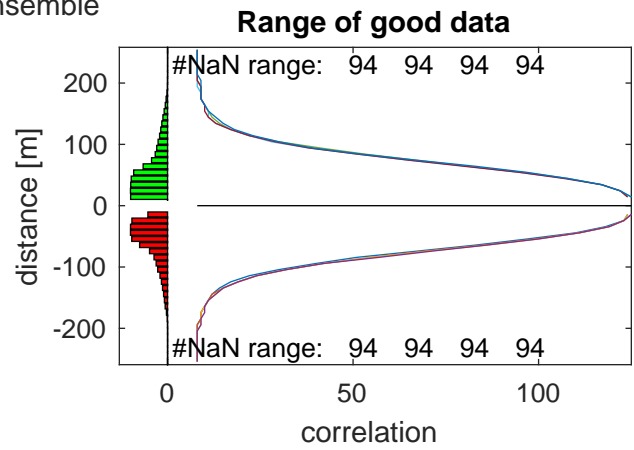 nsemble
Range of good data
#NaN range: 94 94 94 94
200
100
0
-100
-200
distance [m]
#NaN range: 94 94 94 94
0 50 100
correlation